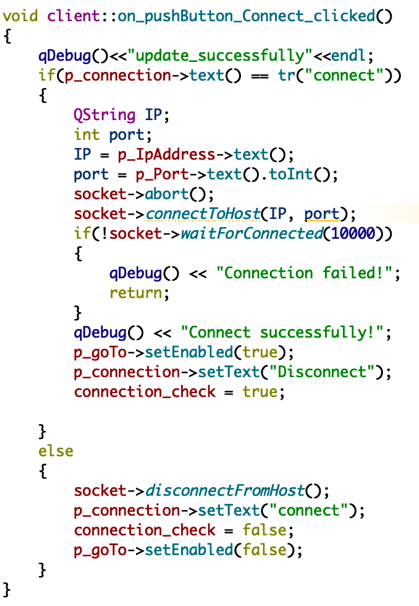 void client::on_pushButton_Connect_clicked()
{
    qDebug()<<"update_successfully"<<endl;
    if(p_connection->text() == tr("connect"))
    {
        QString IP;
        int port;
        IP = p_IpAddress->text();
        port = p_Port->text().toInt();
        socket->abort();
        socket->connectToHost(IP, port);
        if(!socket->waitForConnected(10000))
        {
            qDebug() << "Connection failed!";
            return;
        }
        qDebug() << "Connect successfully!";
        p_goTo->setEnabled(true);
        p_connection->setText("Disconnect");
        connection_check = true;

    }
    else
    {
        socket->disconnectFromHost();
        p_connection->setText("connect");
        connection_check = false;
        p_goTo->setEnabled(false);
    }
}